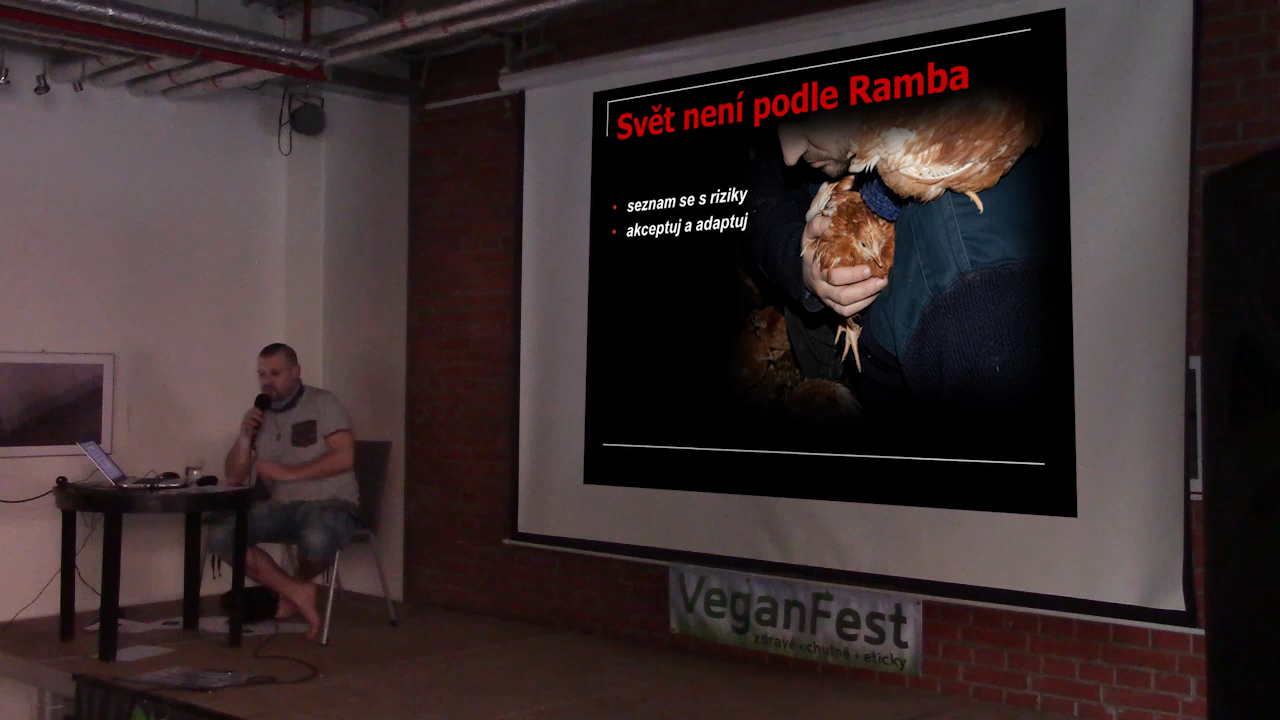 Svět není podle Ramba
• seznam se s riziky
• akceptuj a adaptuj
VeganFest
zdravě • chutně • eticky